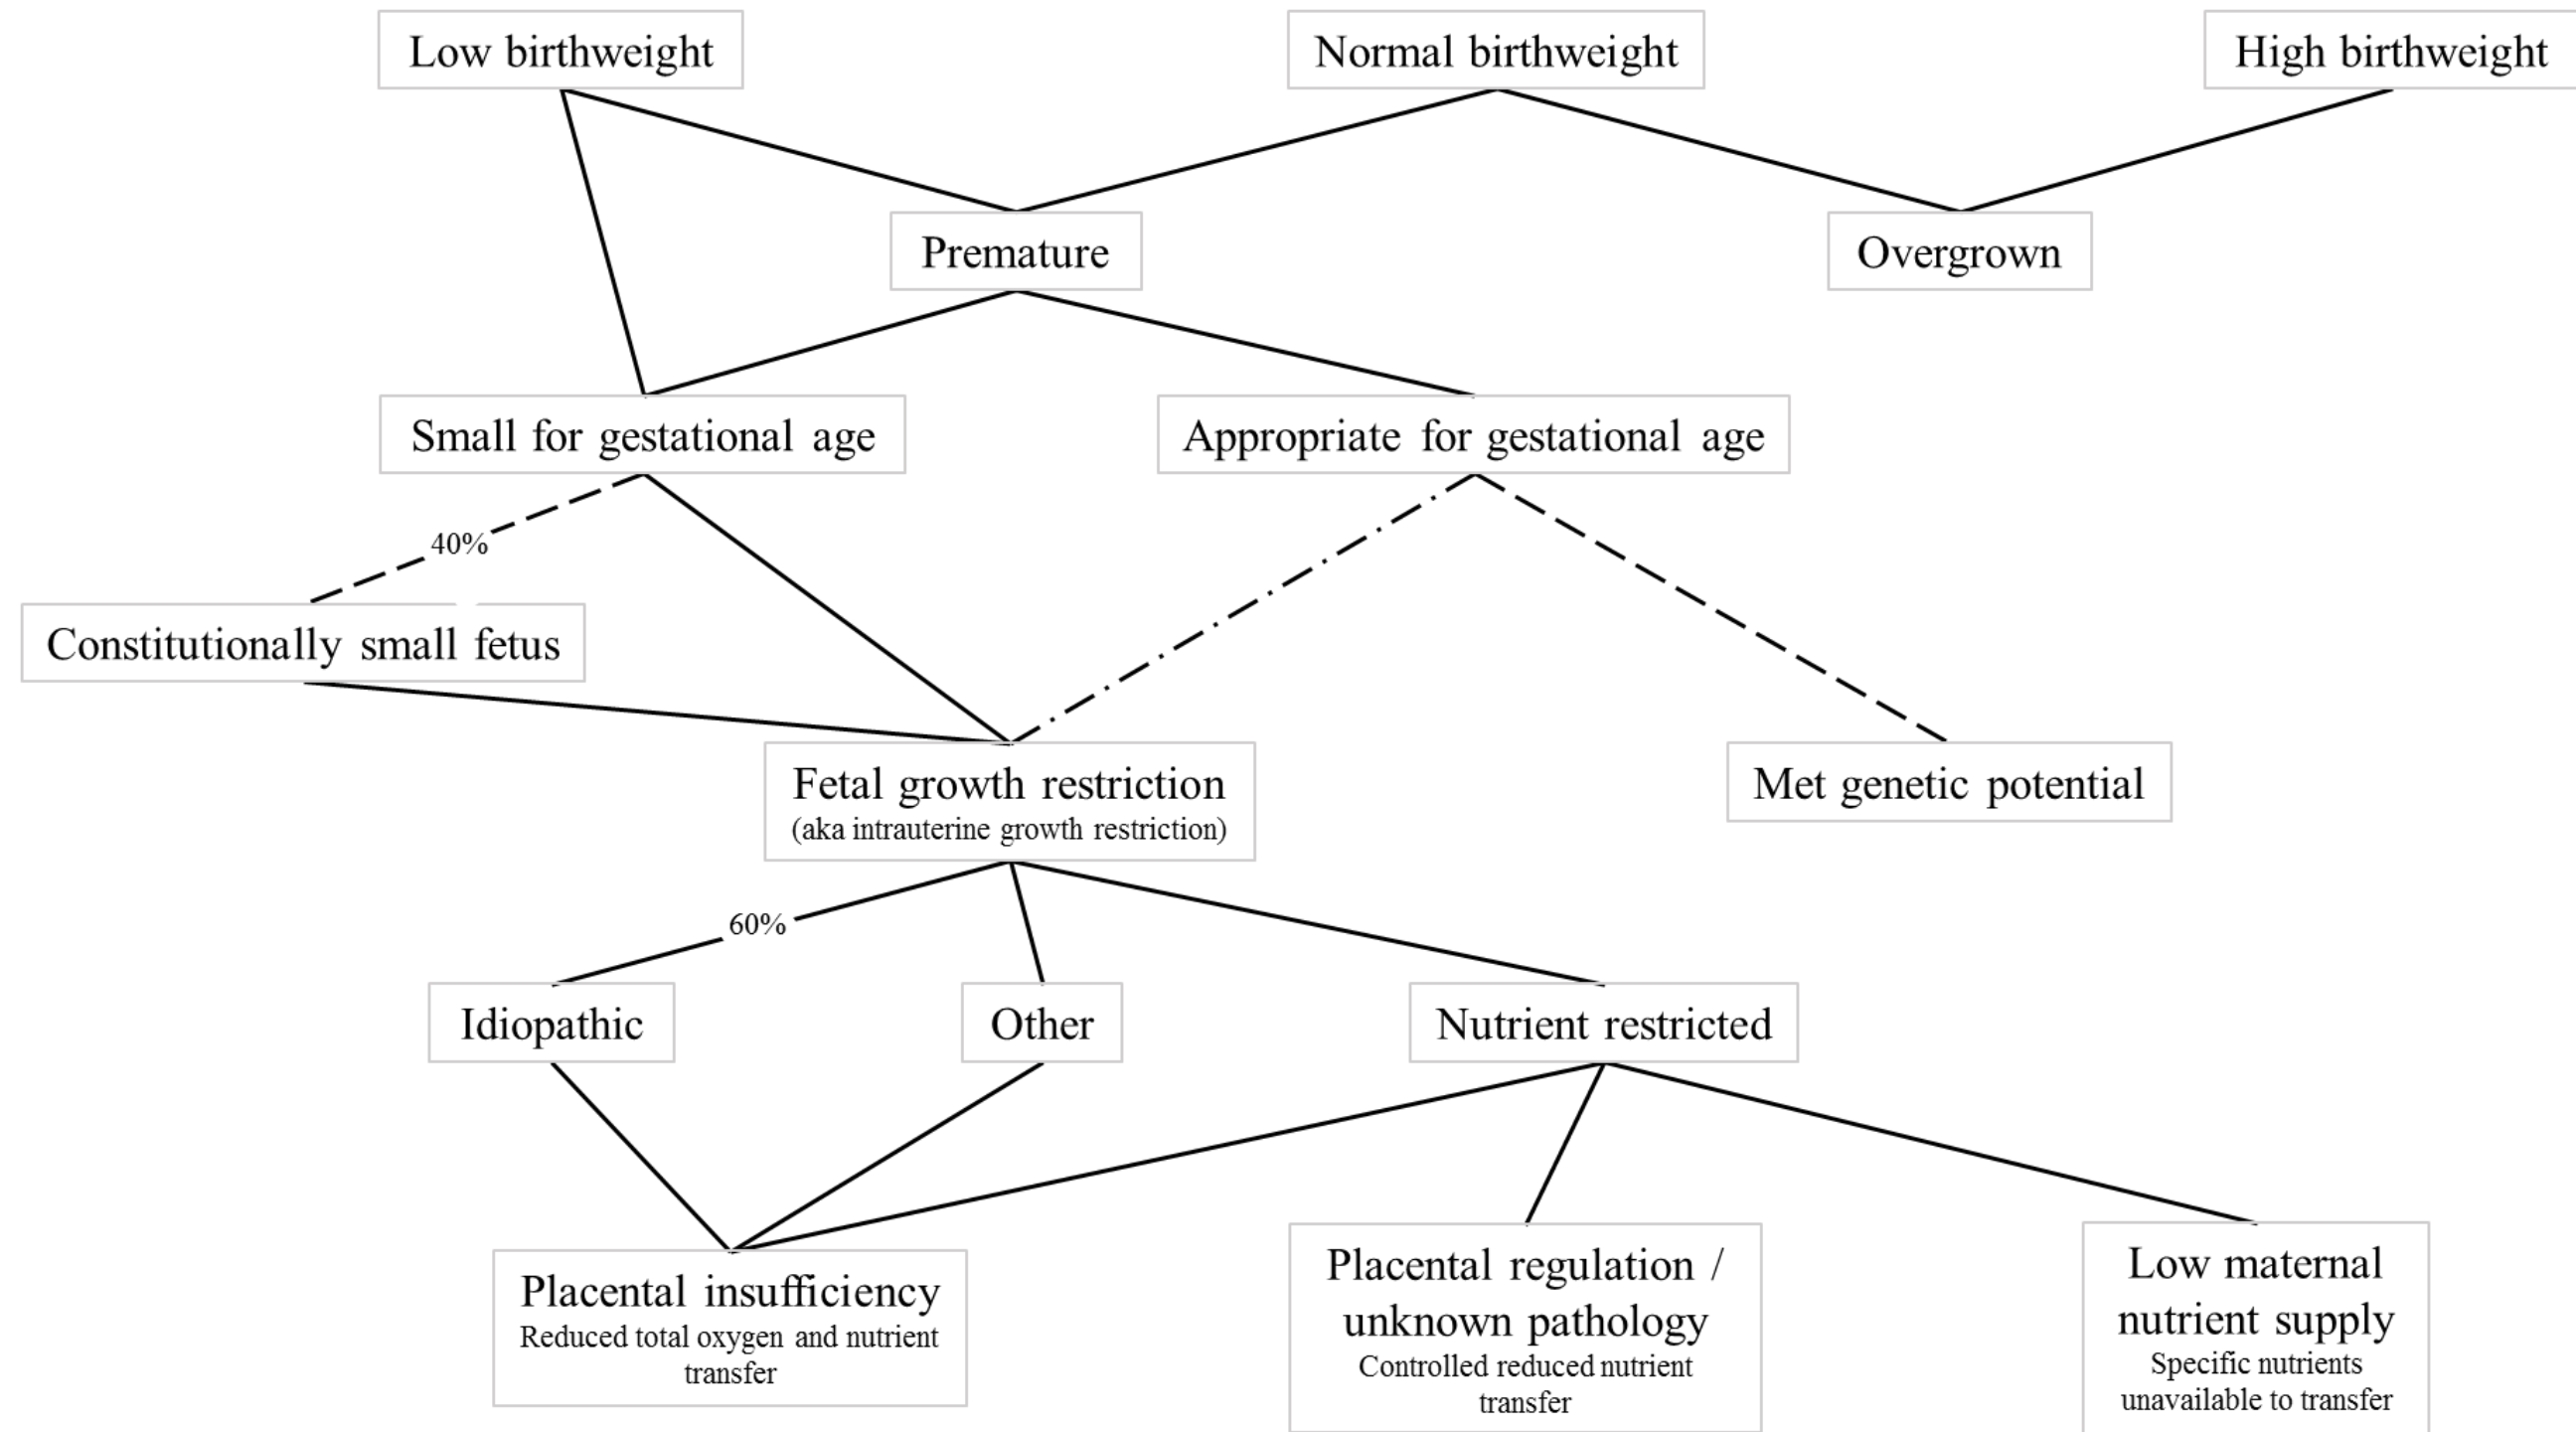 Low birthweight
Normal birthweight
High birthweight
Premature
Overgrown
Small for gestational age
Appropriate for gestational age
40%
Constitutionally small fetus
Fetal growth restriction
(aka intrauterine growth restriction)
Met genetic potential
60%
Idiopathic
Other
Nutrient restricted
Placental insufficiency
Reduced total oxygen and nutrient
transfer
Placental regulation /
unknown pathology
Controlled reduced nutrient
transfer
Low maternal
nutrient supply
Specific nutrients
unavailable to transfer